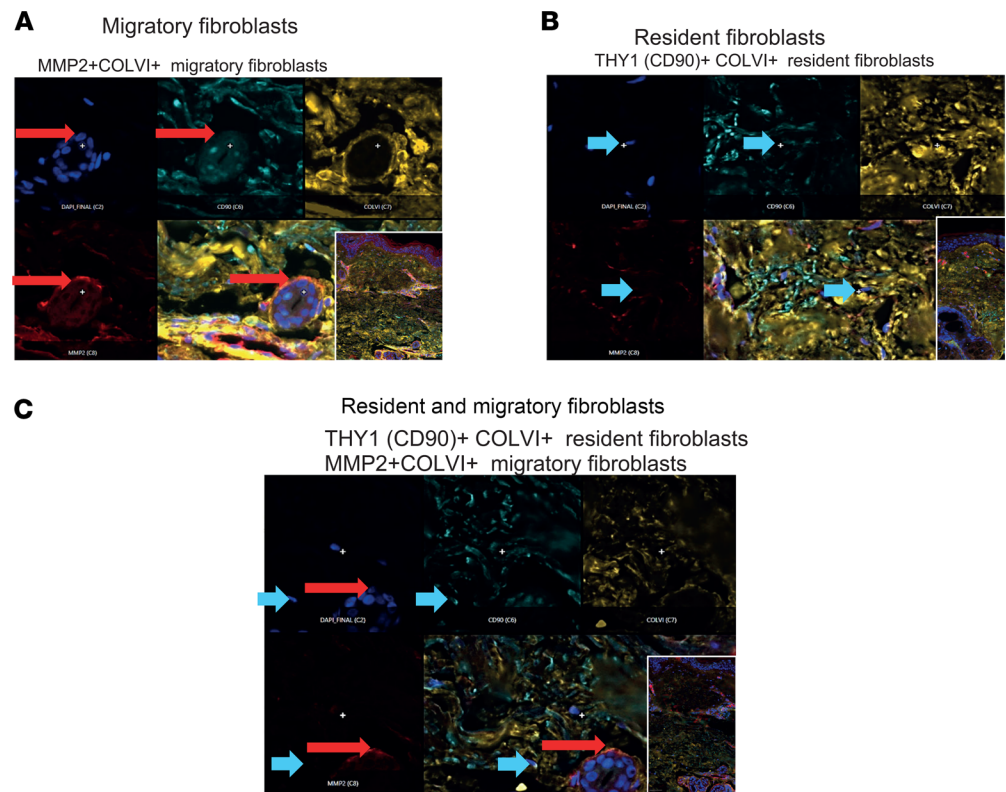 A
Migratory fibroblasts
MMP2+COLVI+ migratory fibroblasts
DAPI_FINAL (C2)
CD90 (C6)
COLVI (C7)
MMP2 (C8)
B
Resident fibroblasts
THY1 (CD90)+ COLVI+ resident fibroblasts
DAPI_FINAL (C2)
CD90 (C6)
COLVI (C7)
MMP2 (C8)
C
Resident and migratory fibroblasts
THY1 (CD90)+ COLVI+ resident fibroblasts
MMP2+COLVI+ migratory fibroblasts
DAPI_FINAL (C2)
CD90 (C6)
COLVI (C7)
MMP2 (C8)